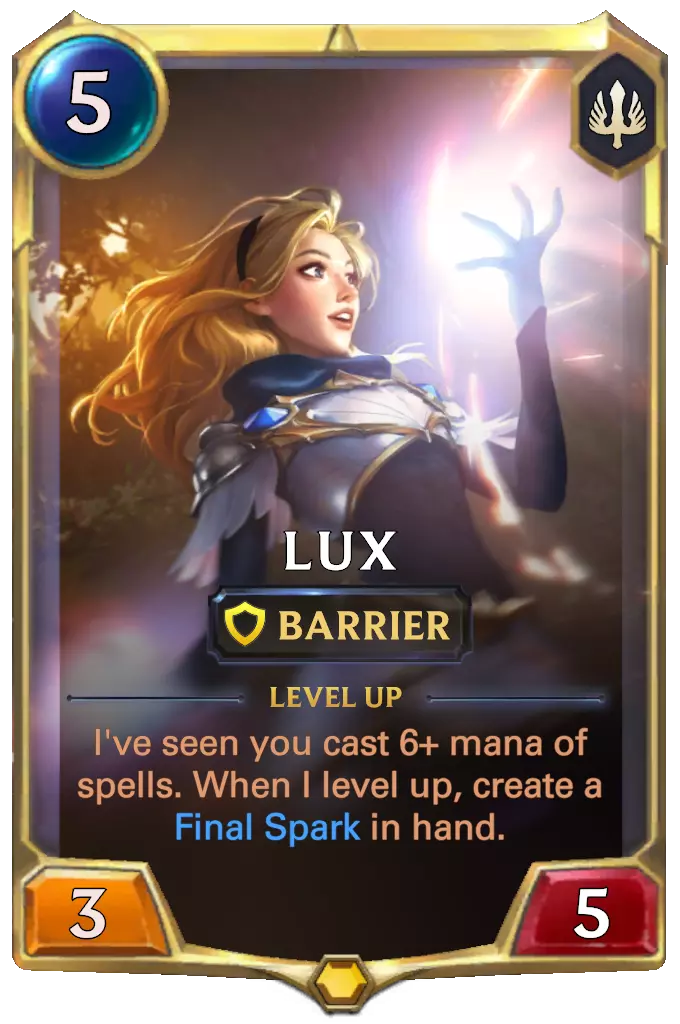 5
LUX
BARRIER
LEVEL UP
I've seen you cast 6+ mana of
spells. When I level up, create a
Final Spark in hand.
3
5